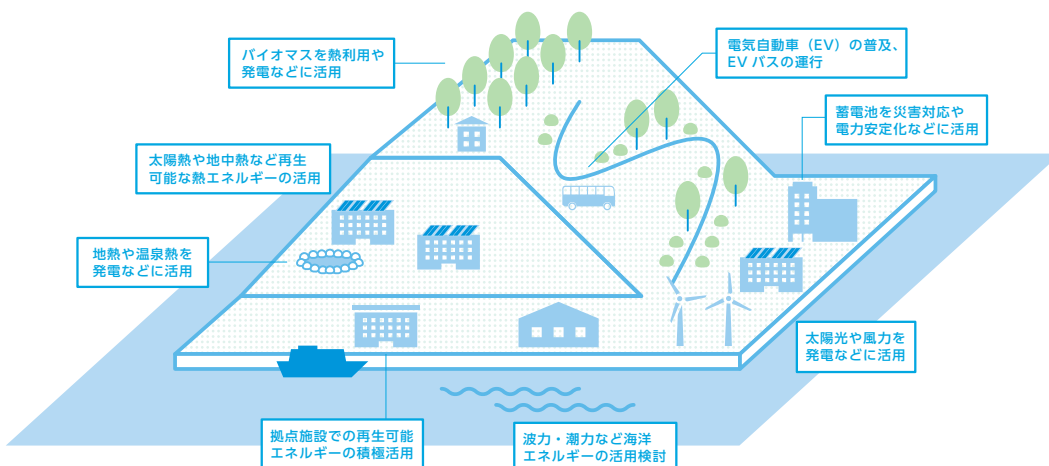 バイオマスを熱利用や
発電などに活用
電気自動車（EV）の普及、
EVバスの運行
蓄電池を災害対応や
電力安定化などに活用
太陽熱や地中熱など再生
可能な熱エネルギーの活用
地熱や温泉熱を
発電などに活用
太陽光や風力を
発電などに活用
拠点施設での再生可能
エネルギーの積極活用
波力・潮力など海洋
エネルギーの活用検討